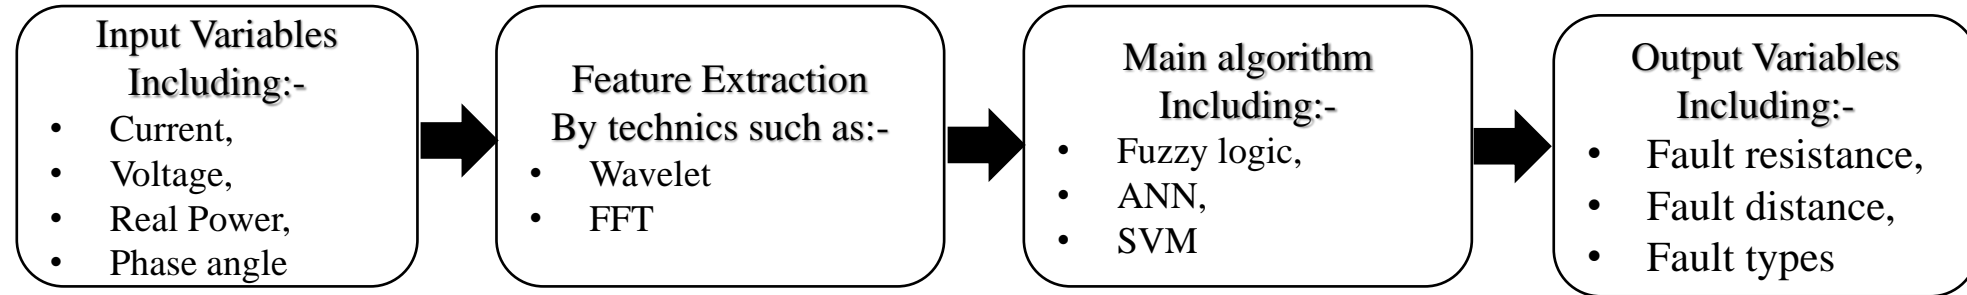 Input Variables
Including:-
• Current,
• Voltage,
• Real Power,
• Phase angle
Feature Extraction
By technics such as:-
• Wavelet
• FFT
Main algorithm
Including:-
• Fuzzy logic,
• ANN,
• SVM
Output Variables
Including:-
• Fault resistance,
• Fault distance,
• Fault types